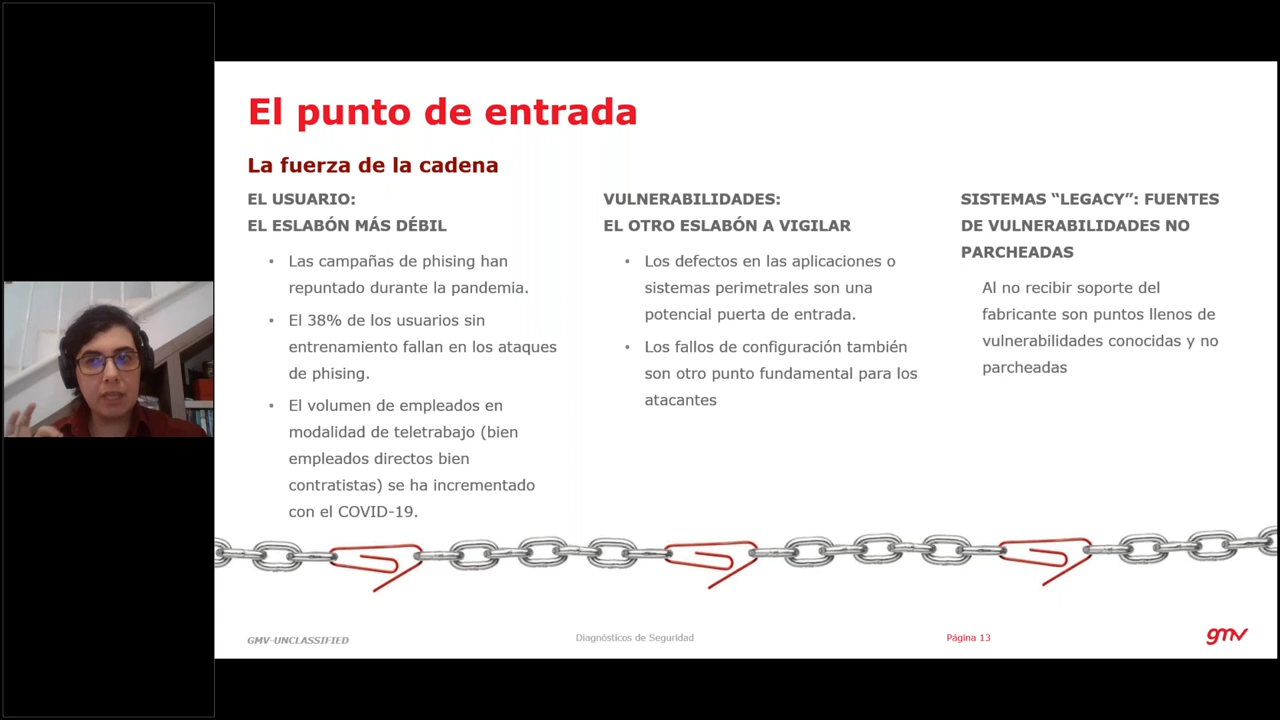 El punto de entrada
La fuerza de la cadena
EL USUARIO:
EL ESLABÓN MÁS DÉBIL
• Las campañas de phising han
repuntado durante la pandemia.
• El 38% de los usuarios sin
entrenamiento fallan en los ataques
de phising.
• El volumen de empleados en
modalidad de teletrabajo (bien
empleados directos bien
contratistas) se ha incrementado
con el COVID-19.
VULNERABILIDADES:
EL OTRO ESLABÓN A VIGILAR
• Los defectos en las aplicaciones o
sistemas perimetrales son una
potencial puerta de entrada.
• Los fallos de configuración también
son otro punto fundamental para los
atacantes
SISTEMAS “LEGACY”: FUENTES
DE VULNERABILIDADES NO
PARCHEADAS
Al no recibir soporte del
fabricante son puntos llenos de
vulnerabilidades conocidas y no
parcheadas
GMV-UNCLASSIFIED
Diagnósticos de Seguridad
Página 13
gmv